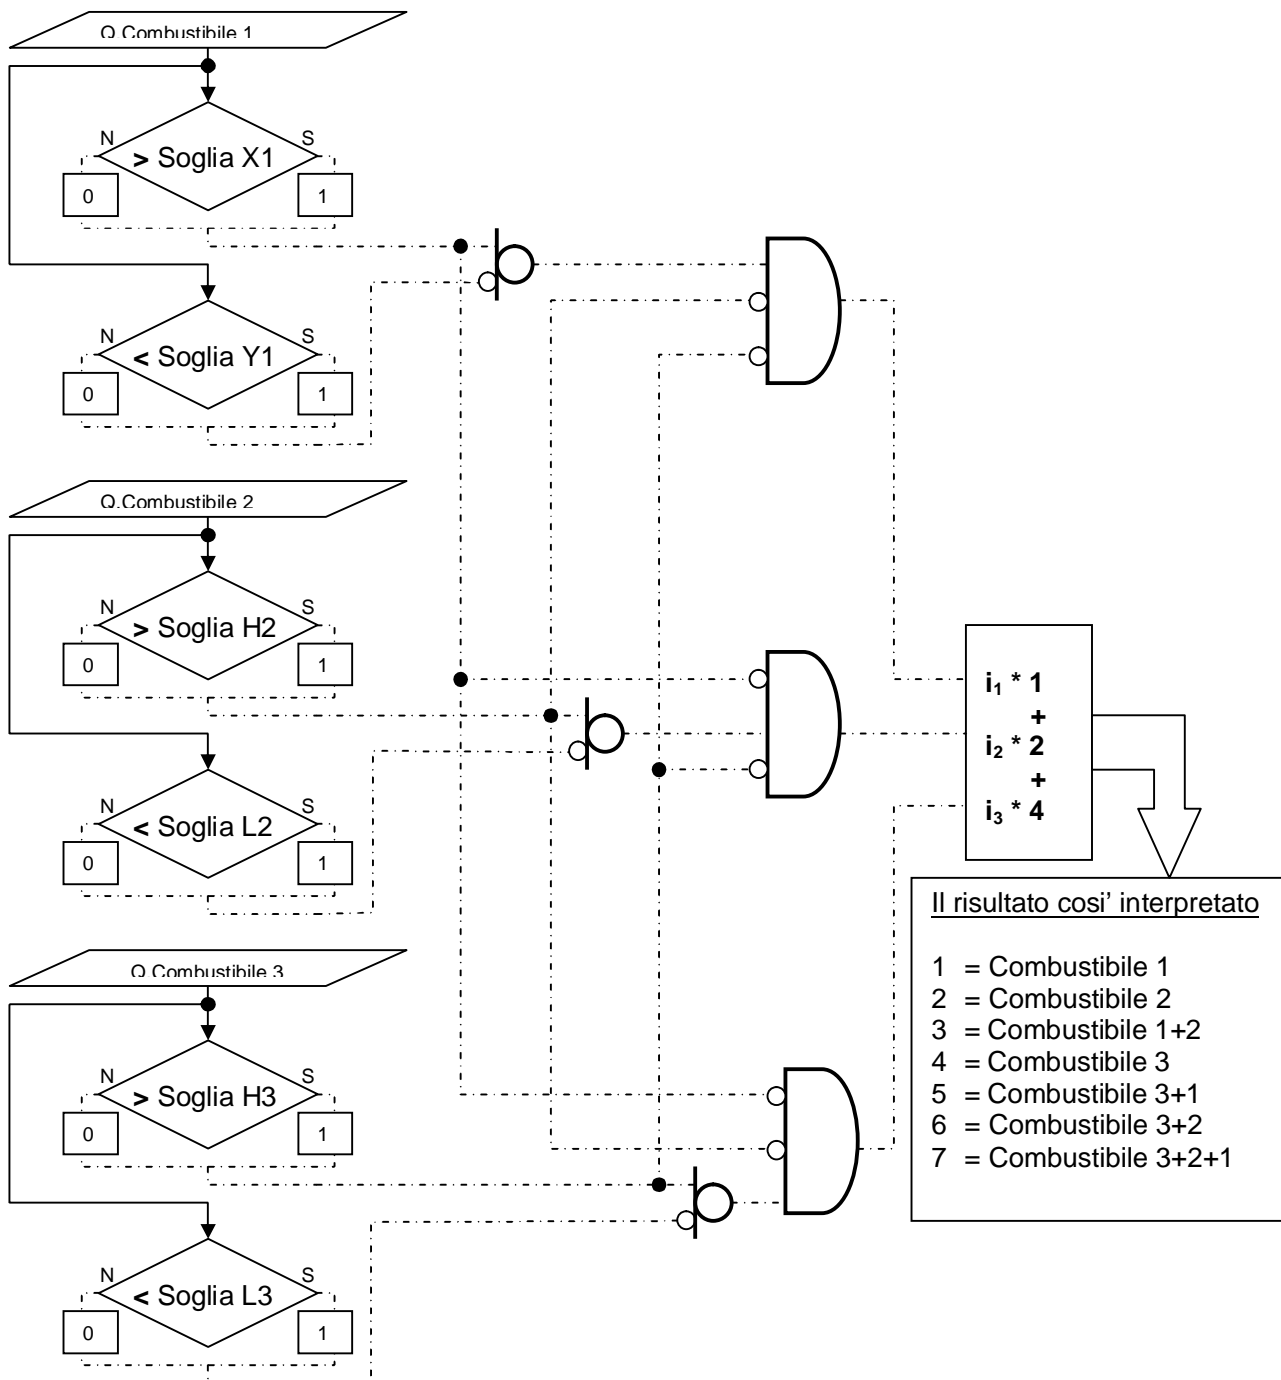 Q.Combustibile 1
N
S
> Soglia X1
0
1
N
S
< Soglia Y1
0
1
Q.Combustibile 2
N
S
> Soglia H2
0
1
N
S
< Soglia L2
0
1
Q.Combustibile 3
N
S
> Soglia H3
0
1
N
S
< Soglia L3
0
1
i₁ * 1
+
i₂ * 2
+
i₃ * 4
Il risultato cosi' interpretato
1 = Combustibile 1
2 = Combustibile 2
3 = Combustibile 1+2
4 = Combustibile 3
5 = Combustibile 3+1
6 = Combustibile 3+2
7 = Combustibile 3+2+1